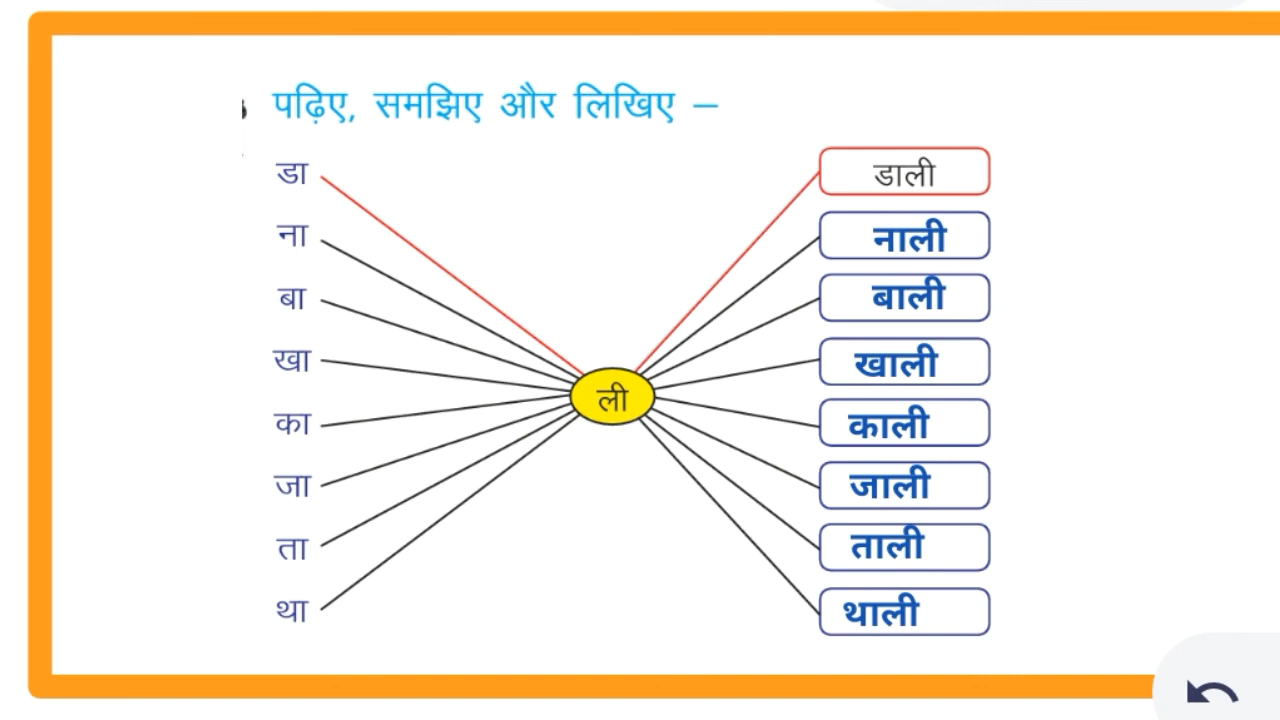 पढ़िए, समझिए और लिखिए –
डा
ना
बा
खा
का
जा
ता
था
ली
डाली
नाली
बाली
खाली
काली
जाली
ताली
थाली